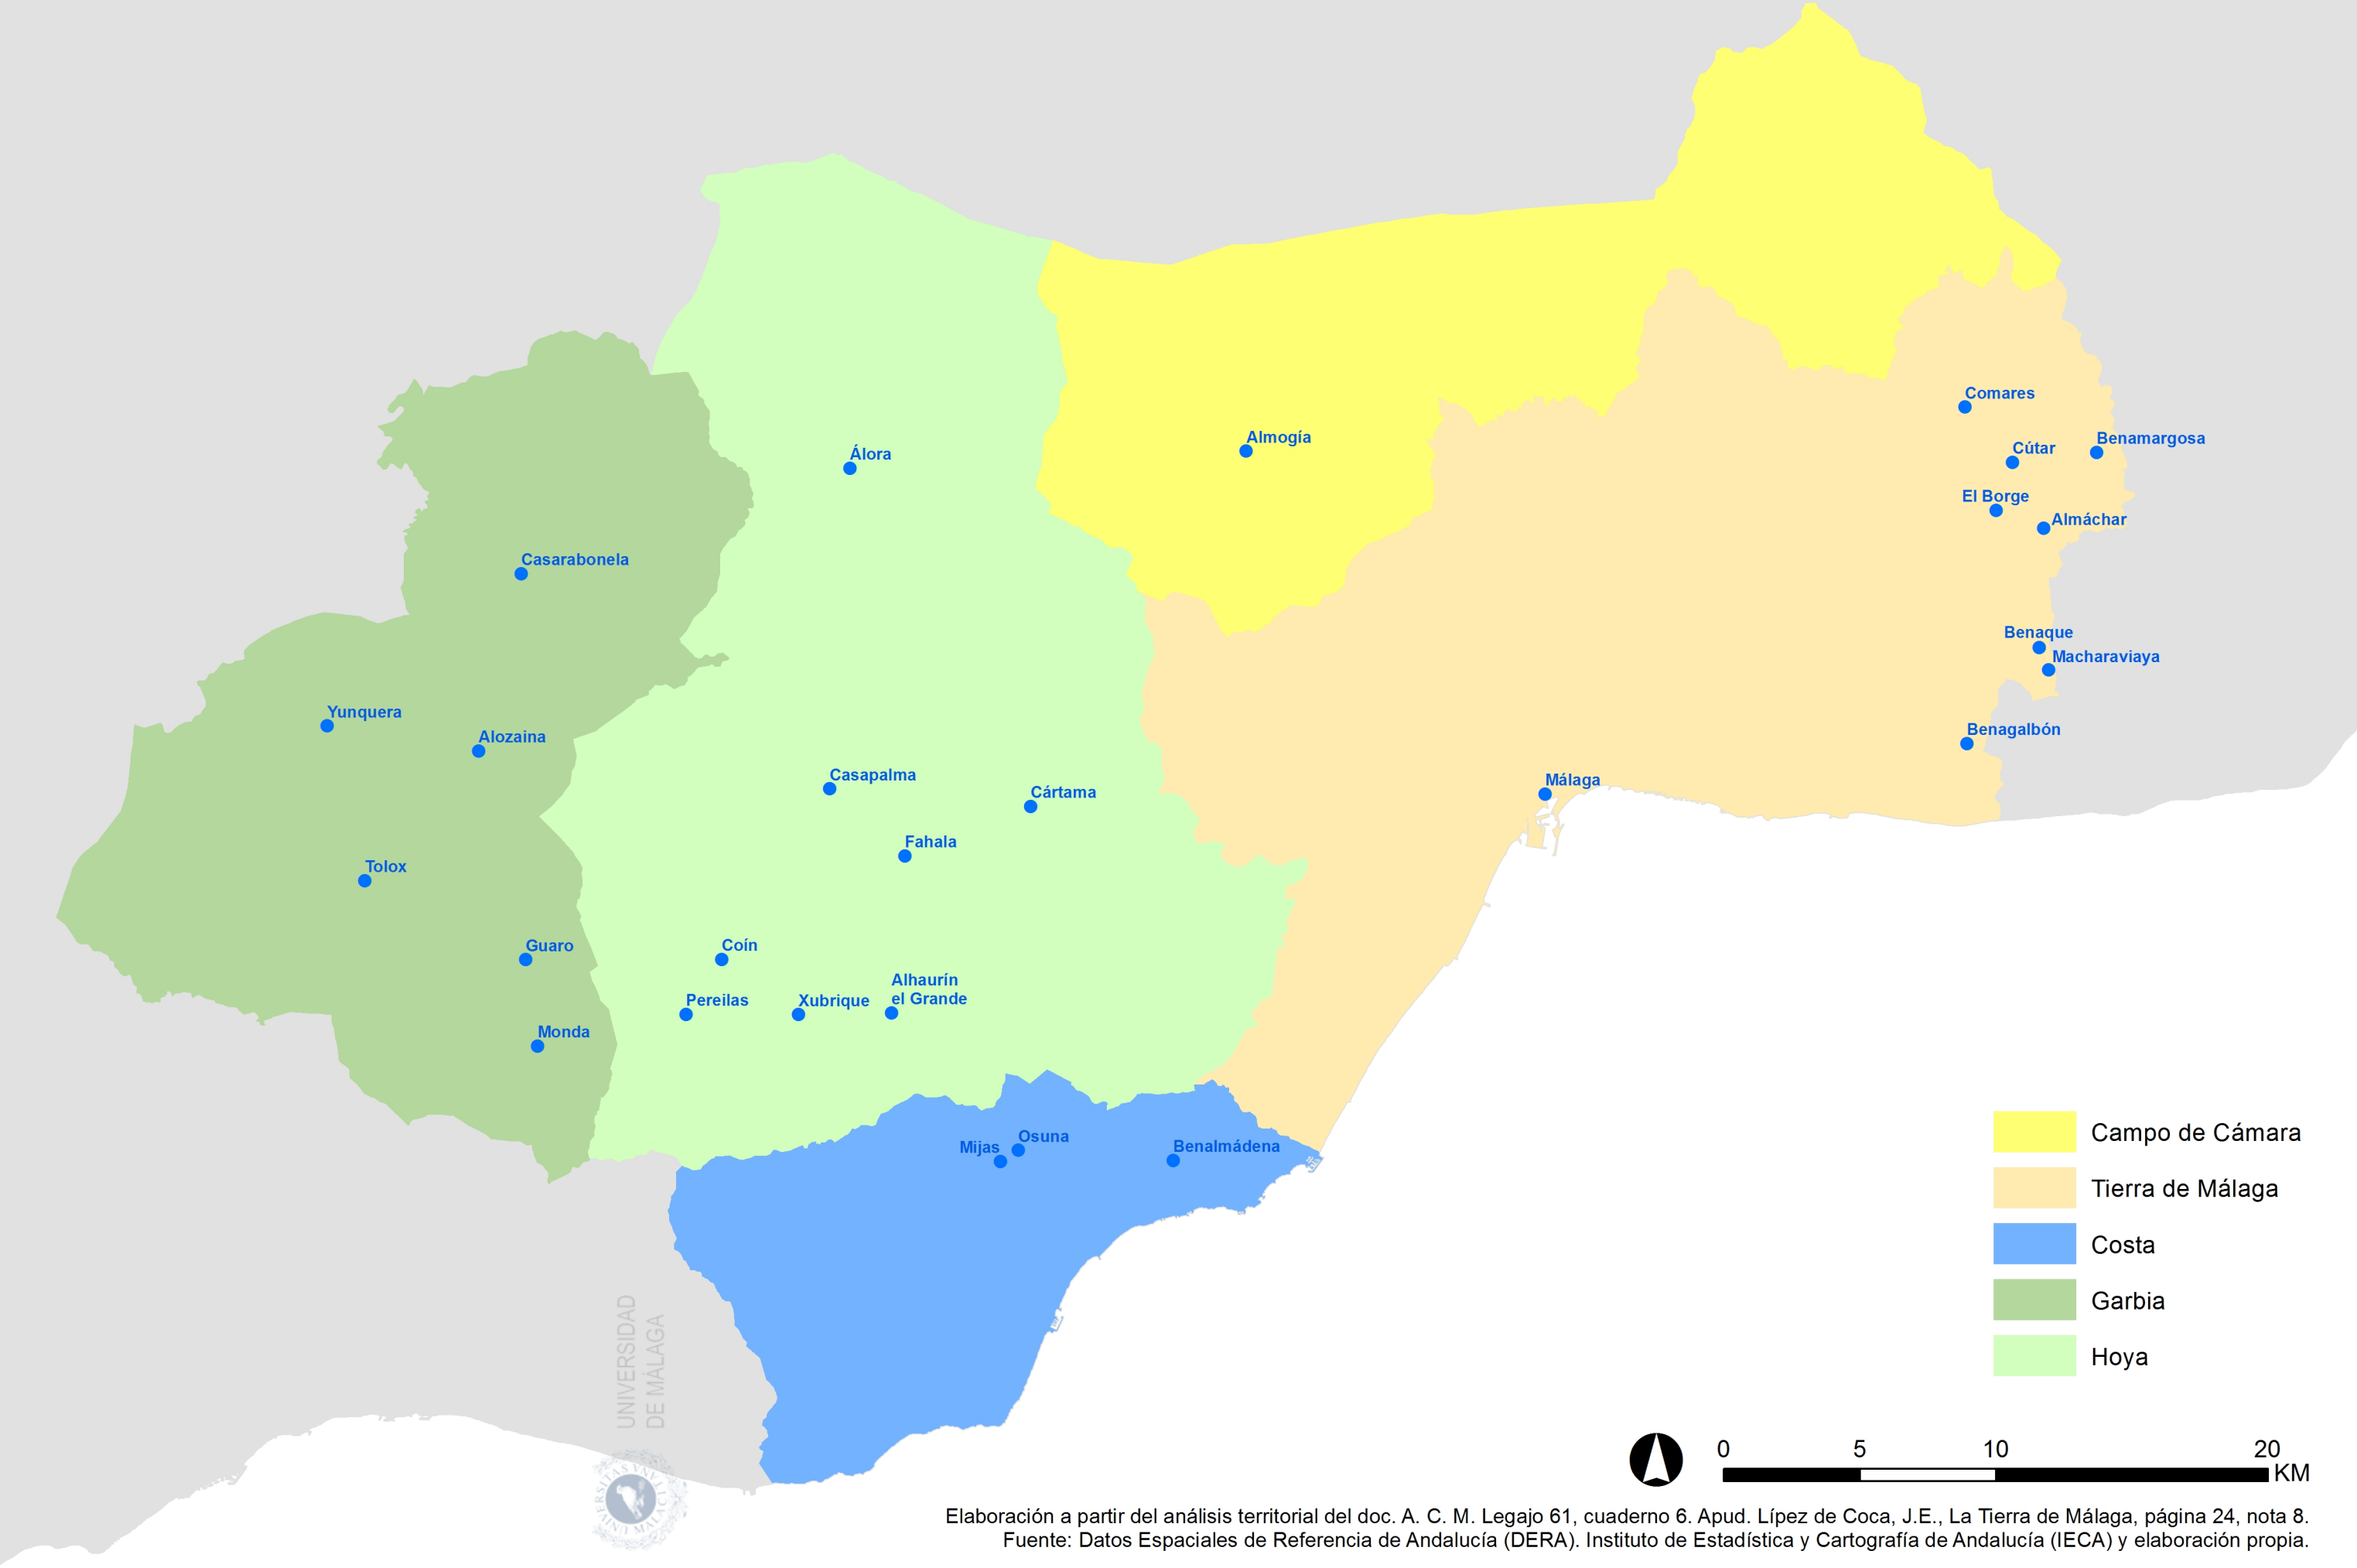 Comares
Almogía
Benamargosa
Cútar
Álora
El Borge
Almáchar
Casarabonela
Benaque
Macharaviaya
Yunquera
Benagalbón
Alozaina
Casapalma
Málaga
Cártama
Fahala
Tolox
Guaro
Coín
Alhaurín
el Grande
Pereilas
Xubrique
Monda
Osuna
Mijas
Benalmádena
Campo de Cámara
Tierra de Málaga
Costa
Garbia
Hoya
UNIVERSIDAD
DE MÁLAGA
0 5 10 20
KM
Elaboración a partir del análisis territorial del doc. A. C. M. Legajo 61, cuaderno 6. Apud. Lípez de Coca, J.E., La Tierra de Málaga, página 24, nota 8.
Fuente: Datos Espaciales de Referencia de Andalucía (DERA). Instituto de Estadística y Cartografía de Andalucía (IECA) y elaboración propia.